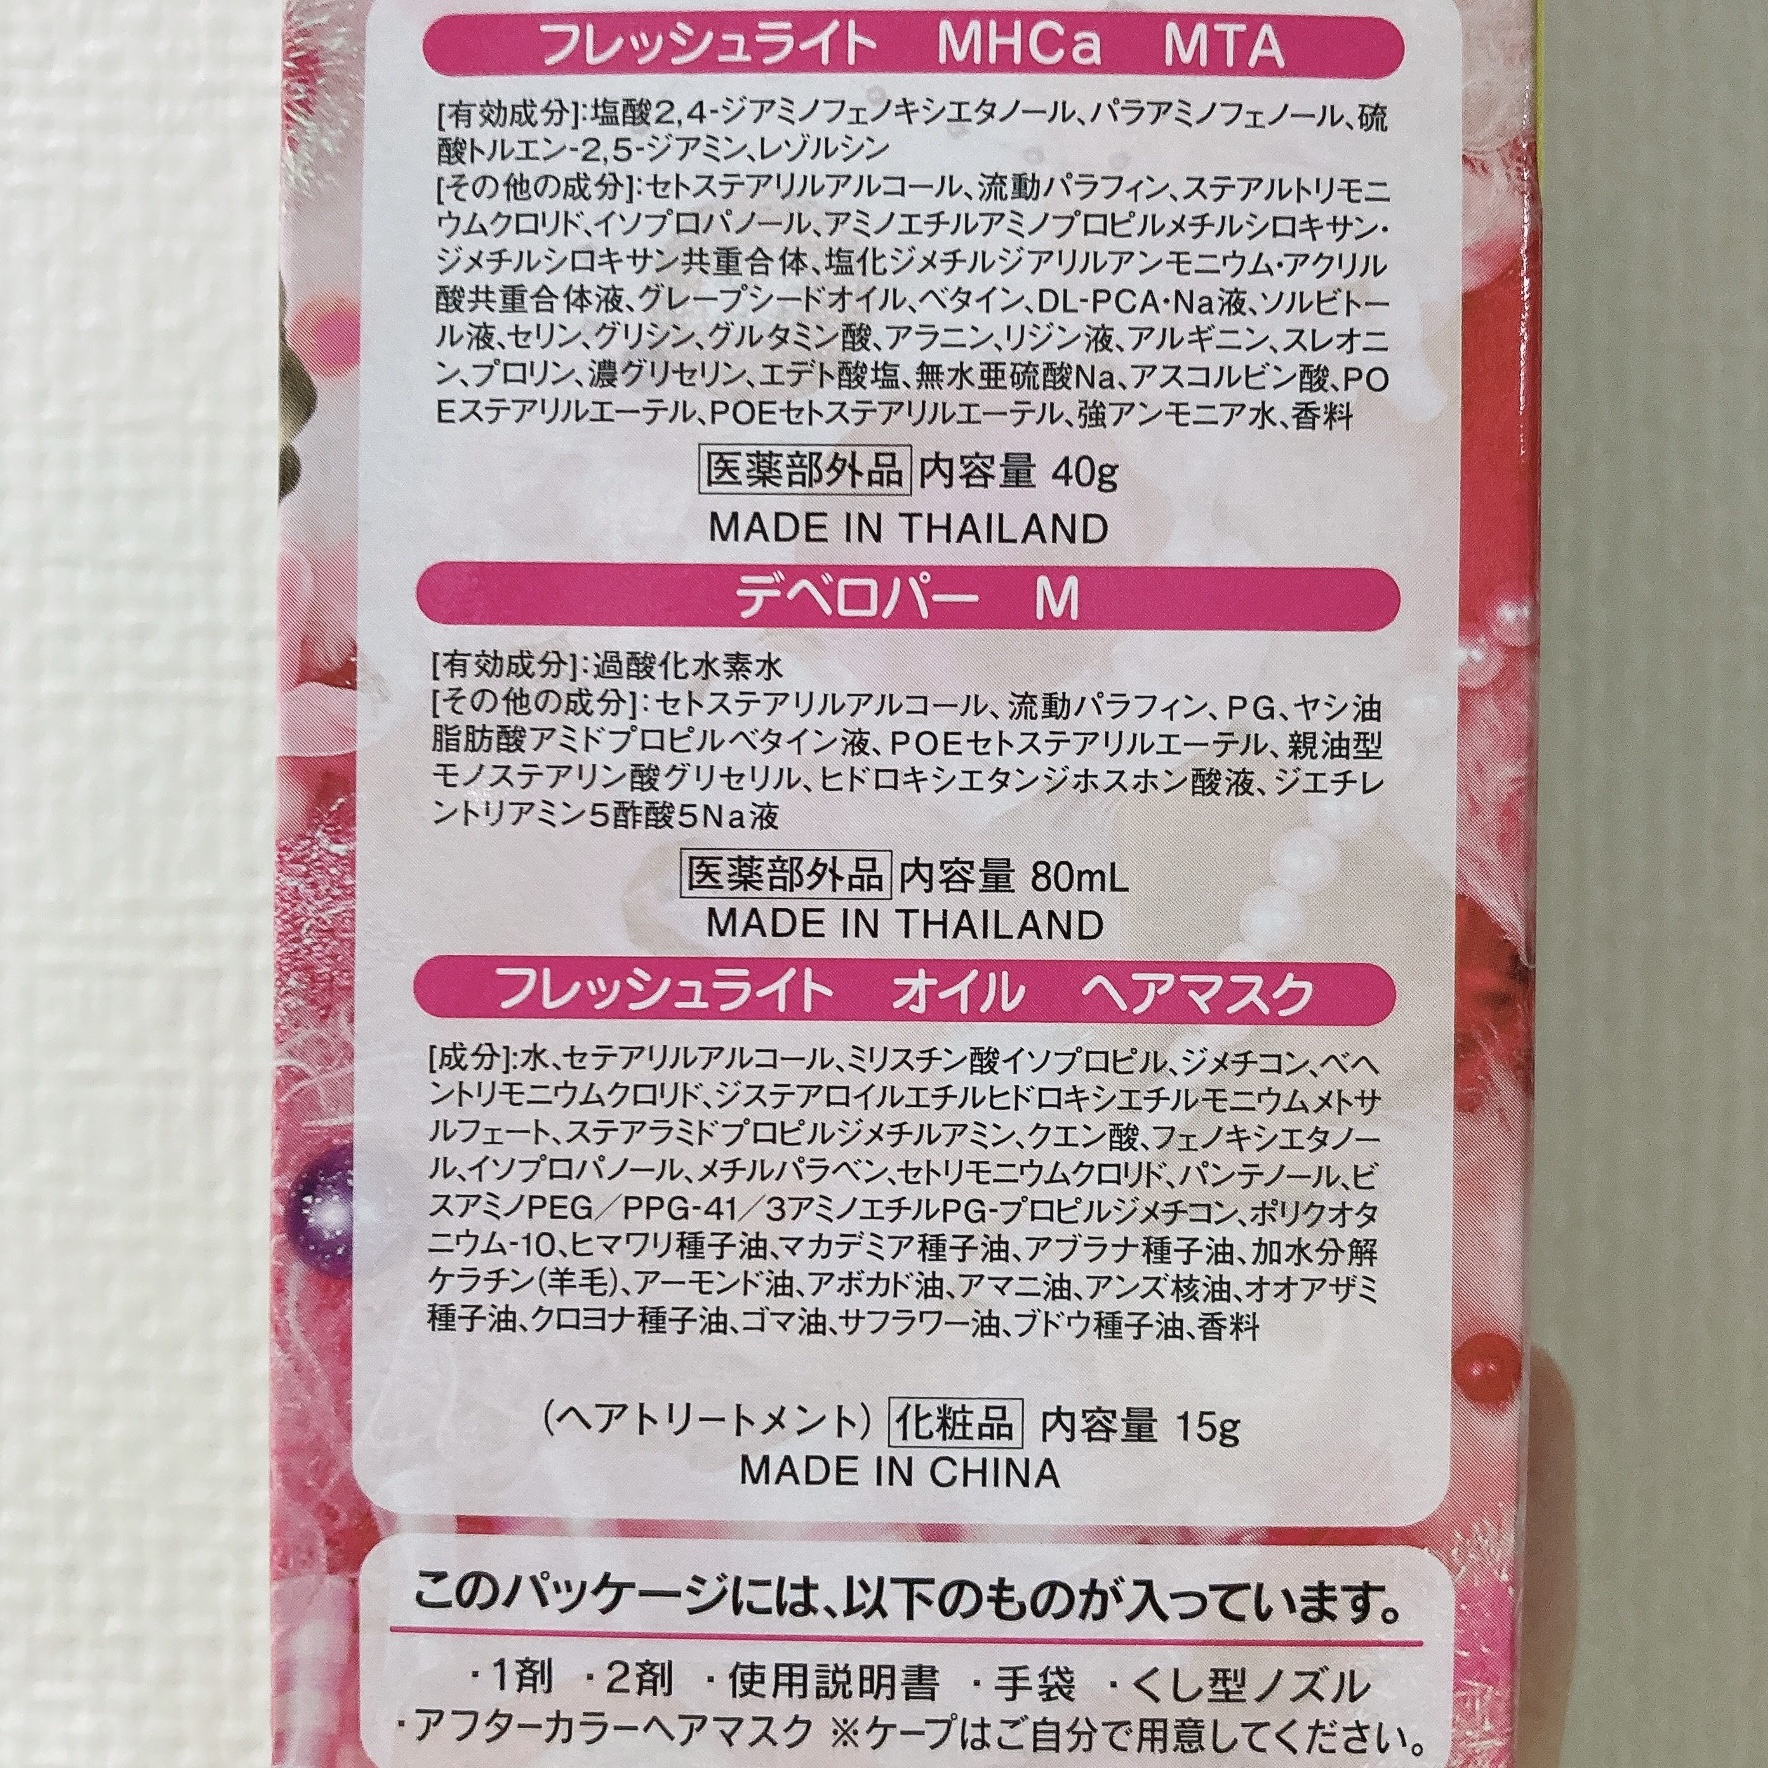 フレッシュライト MHCa MTA
[有効成分]:塩酸2,4-ジアミノフェノキシエタノール、パラアミノフェノール、硫
酸トルエン-2,5-ジアミン、レゾルシン
[その他の成分]:セトステアリルアルコール、流動パラフィン、ステアルトリモニ
ウムクロリド、イソプロパノール、アミノエチルアミノプロピルメチルシロキサン・
ジメチルシロキサン共重合体、塩化ジメチルジアリルアンモニウム・アクリル
酸共重合体液、グレープシードオイル、ベタイン、DL-PCA・Na液、ソルビトー
ル液、セリン、グリシン、グルタミン酸、アラニン、リジン液、アルギニン、スレオニ
ン、プロリン、濃グリセリン、エデト酸塩、無水亜硫酸Na、アスコルビン酸、PO
Eステアリルエーテル、POEセトステアリルエーテル、強アンモニア水、香料
医薬部外品 内容量 40g
MADE IN THAILAND
デベロパー M
[有効成分]:過酸化水素水
[その他の成分]:セトステアリルアルコール、流動パラフィン、PG、ヤシ油
脂肪酸アミドプロピルベタイン液、POEセトステアリルエーテル、親油型
モノステアリン酸グリセリル、ヒドロキシエタンジホスホン酸液、ジエチレ
ントリアミン5酢酸5Na液
医薬部外品 内容量 80mL
MADE IN THAILAND
フレッシュライト オイル ヘアマスク
[成分]:水、セテアリルアルコール、ミリスチン酸イソプロピル、ジメチコン、ベヘ
ントリモニウムクロリド、ジステアロイルエチルヒドロキシエチルモニウムメトサ
ルフェート、ステアラミドプロピルジメチルアミン、クエン酸、フェノキシエタノー
ル、イソプロパノール、メチルパラベン、セトリモニウムクロリド、パンテノール、ビ
スアミノPEG/PPG-41/3アミノエチルPG-プロピルジメチコン、ポリクオタ
ニウム-10、ヒマワリ種子油、マカデミア種子油、アブラナ種子油、加水分解
ケラチン(羊毛)、アーモンド油、アボカド油、アマニ油、アンズ核油、オオアザミ
種子油、クロヨナ種子油、ゴマ油、サフラワー油、ブドウ種子油、香料
(ヘアトリートメント) 化粧品 内容量 15g
MADE IN CHINA
このパッケージには、以下のものが入っています。
・1剤 ・2剤 ・使用説明書 ・手袋 ・くし型ノズル
・アフターカラーヘアマスク ※ケープはご自分で用意してください。